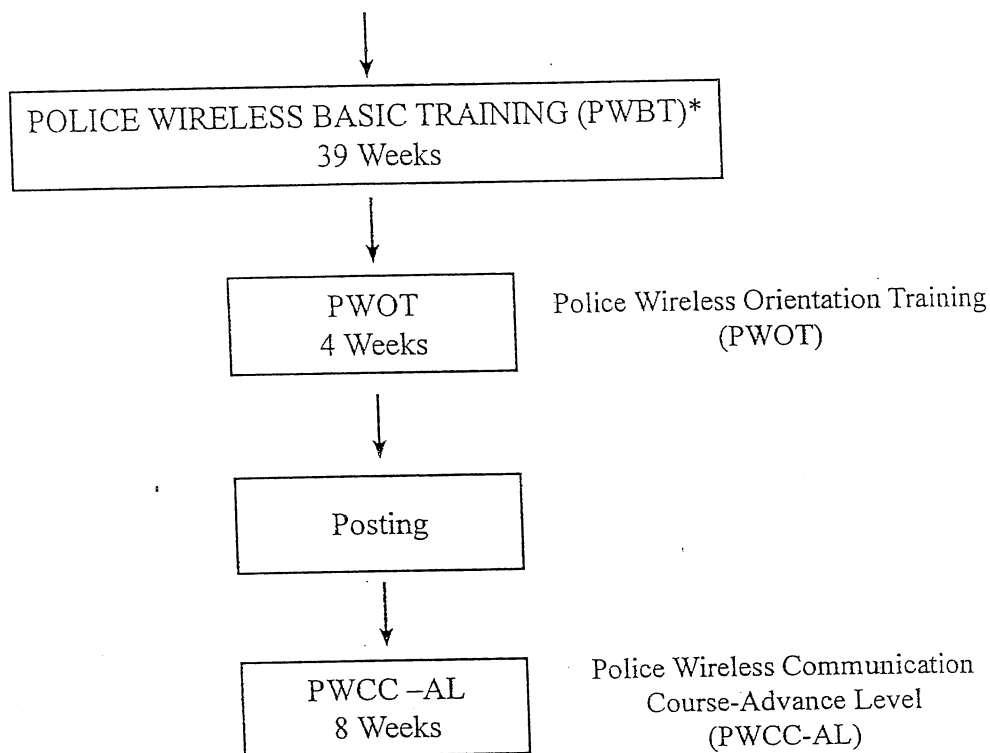 POLICE WIRELESS BASIC TRAINING (PWBT)*
39 Weeks
PWOT
4 Weeks
Police Wireless Orientation Training
(PWOT)
Posting
PWCC –AL
8 Weeks
Police Wireless Communication
Course-Advance Level
(PWCC-AL)